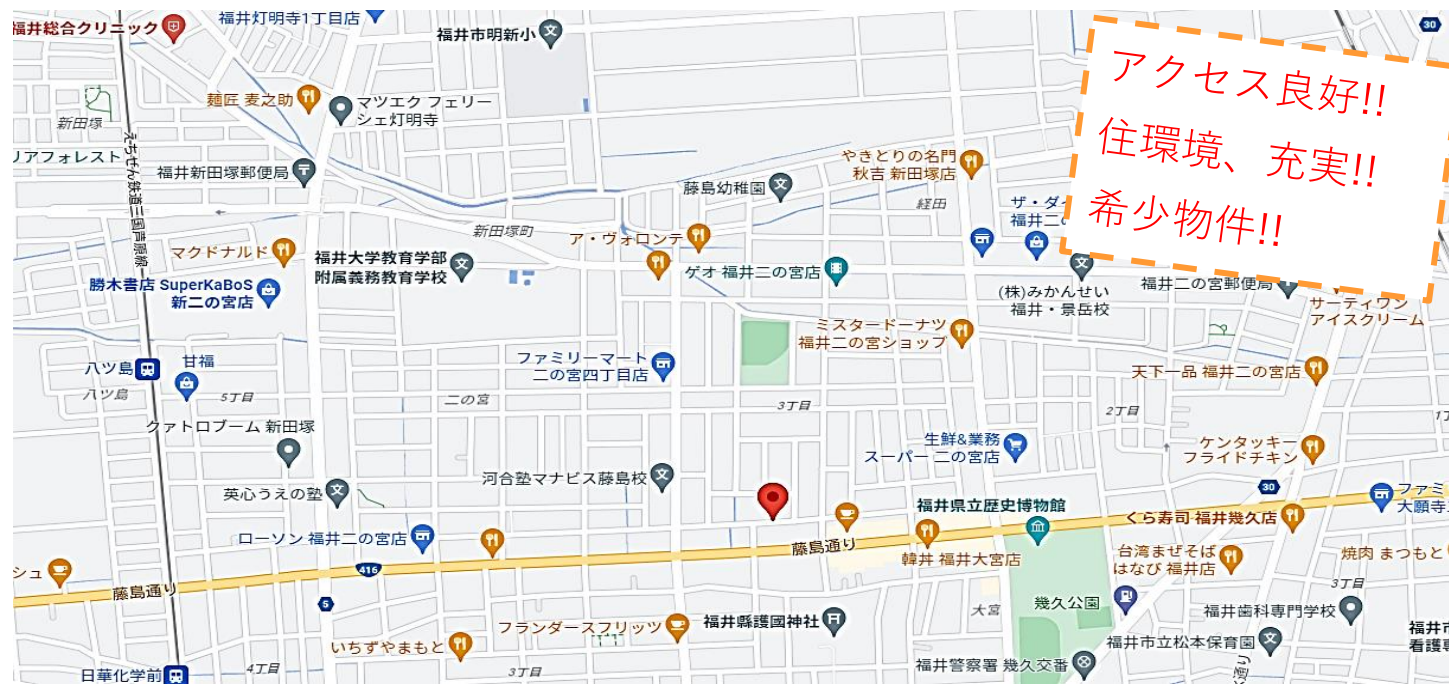 福井総合クリニック
福井灯明寺1丁目店
福井市明新小
30
アクセス良好!!
住環境、充実!!
希少物件!!
麺匠 麦之助
マツエク フェリー
シェ灯明寺
新田塚
リアフォレスト
えちぜん鉄道三国芦原線
福井新田塚郵便局
やきとりの名門
秋吉 新田塚店
藤島幼稚園
経田
ザ・ダ
福井二の
新田塚町
ア・ヴォロンテ
マクドナルド
福井大学教育学部
附属義務教育学校
ゲオ 福井二の宮店
勝木書店 SuperKaBoS
新二の宮店
(株)みかんせい
福井・景岳校
福井二の宮郵便局
サーティワン
アイスクリーム
ミスタードーナツ
福井二の宮ショップ
八ツ島
甘福
ファミリーマート
二の宮四丁目店
天下一品 福井二の宮店
八ツ島
5丁目
二の宮
3丁目
2丁目
クァトロブーム 新田塚
生鮮&業務
スーパー 二の宮店
ケンタッキー
フライドチキン
河合塾マナビス藤島校
英心うえの塾
30
ファミ
大願寺
福井県立歴史博物館
くら寿司 福井幾久店
ローソン 福井二の宮店
藤島通り
韓丼 福井大宮店
台湾まぜそば
はなび 福井店
焼肉 まつもと
シュ
416
藤島通り
5
3丁目
幾久公園
大宮
福井歯科専門学校
フランダースフリッツ
福井縣護國神社
福井市
看護専
いちずやまもと
福井市立松本保育園
日華化学前
4丁目
3丁目
福井警察署 幾久交番
通り